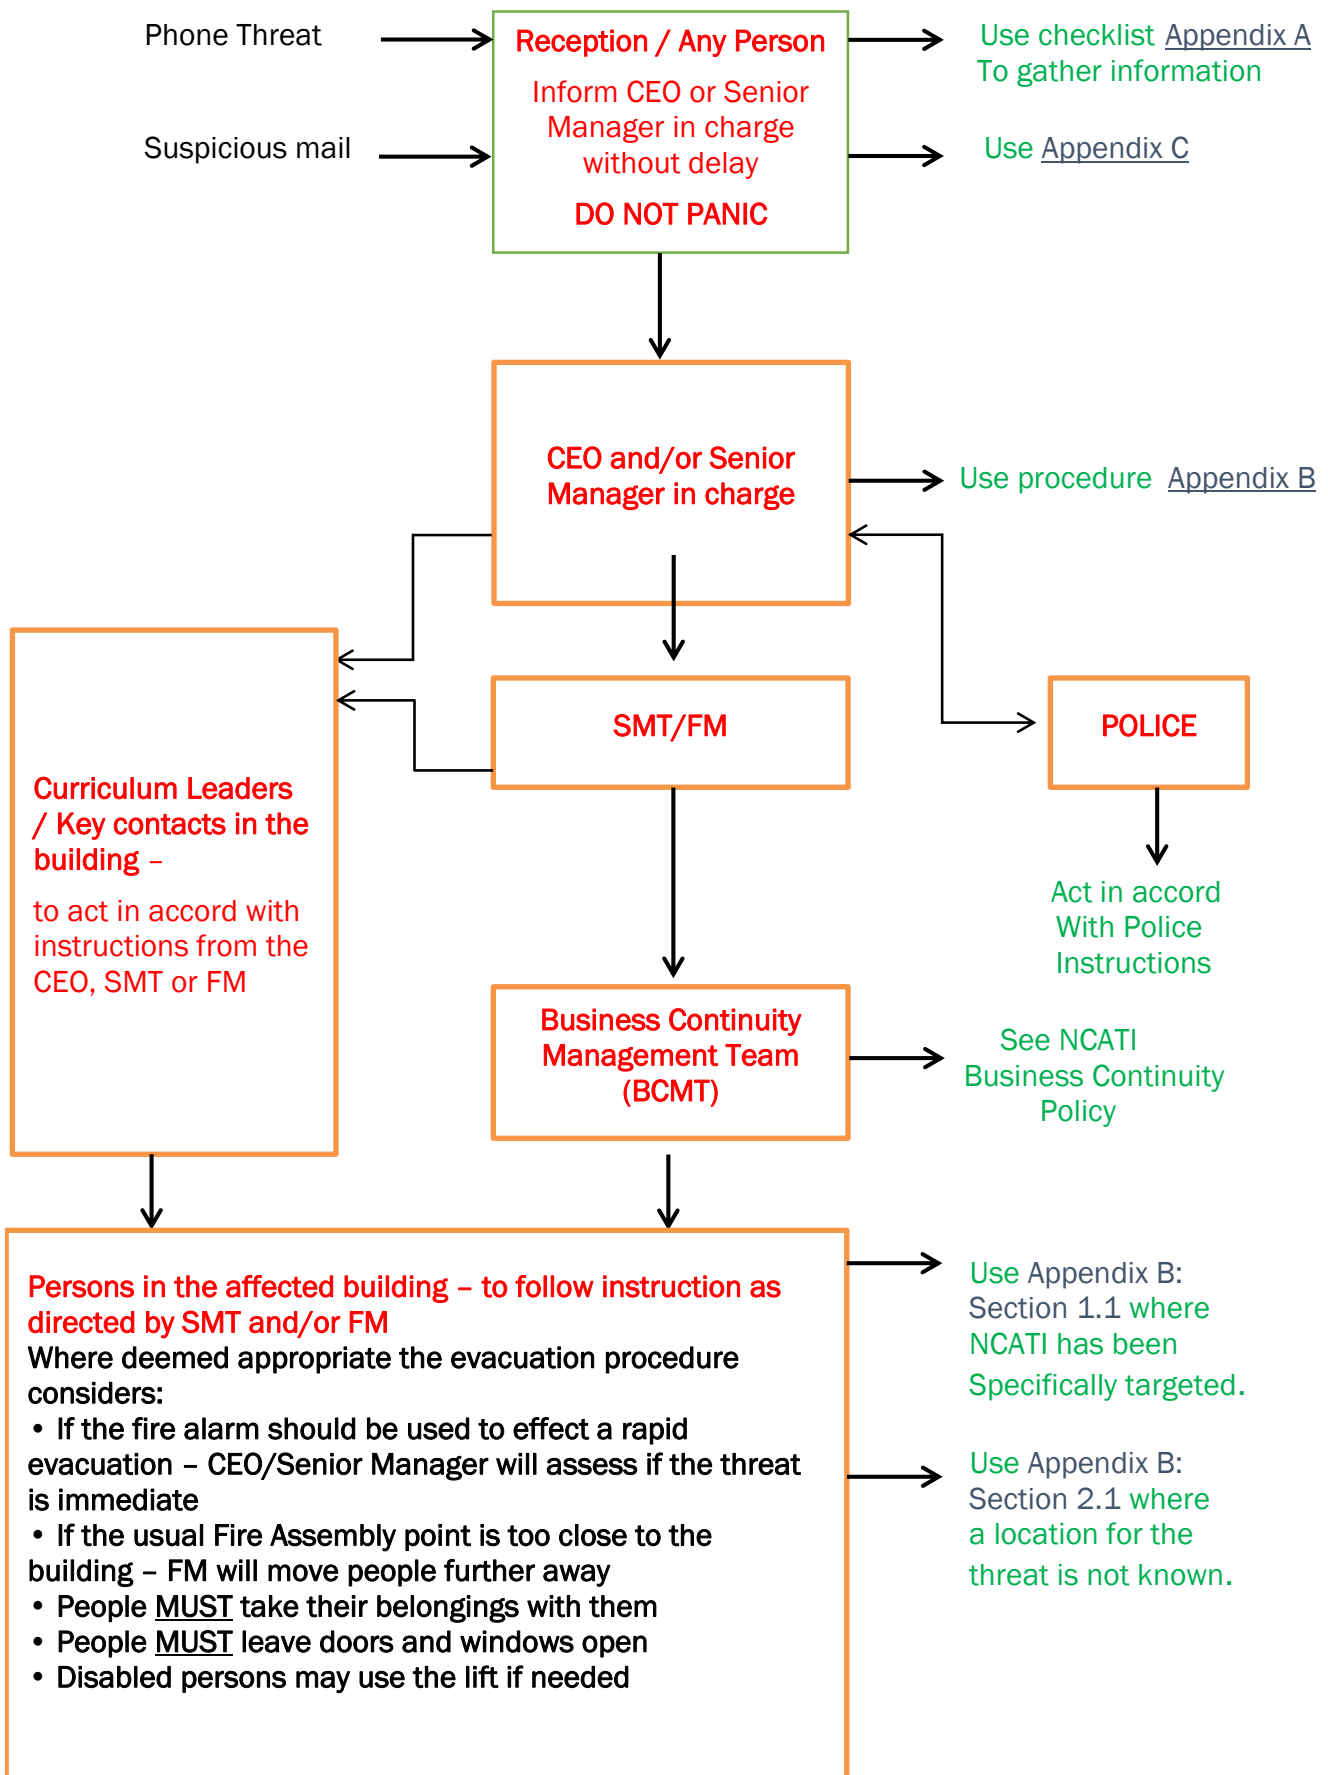 Phone Threat
Suspicious mail
Reception / Any Person
Inform CEO or Senior
Manager in charge
without delay
DO NOT PANIC
Use checklist Appendix A
To gather information
Use Appendix C
CEO and/or Senior
Manager in charge
Use procedure Appendix B
SMT/FM
POLICE
Act in accord
With Police
Instructions
Curriculum Leaders
/ Key contacts in the
building –
to act in accord with
instructions from the
CEO, SMT or FM
Business Continuity
Management Team
(BCMT)
See NCATI
Business Continuity
Policy
Persons in the affected building – to follow instruction as
directed by SMT and/or FM
Where deemed appropriate the evacuation procedure
considers:
• If the fire alarm should be used to effect a rapid
evacuation – CEO/Senior Manager will assess if the threat
is immediate
• If the usual Fire Assembly point is too close to the
building – FM will move people further away
• People MUST take their belongings with them
• People MUST leave doors and windows open
• Disabled persons may use the lift if needed
Use Appendix B:
Section 1.1 where
NCATI has been
Specifically targeted.
Use Appendix B:
Section 2.1 where
a location for the
threat is not known.